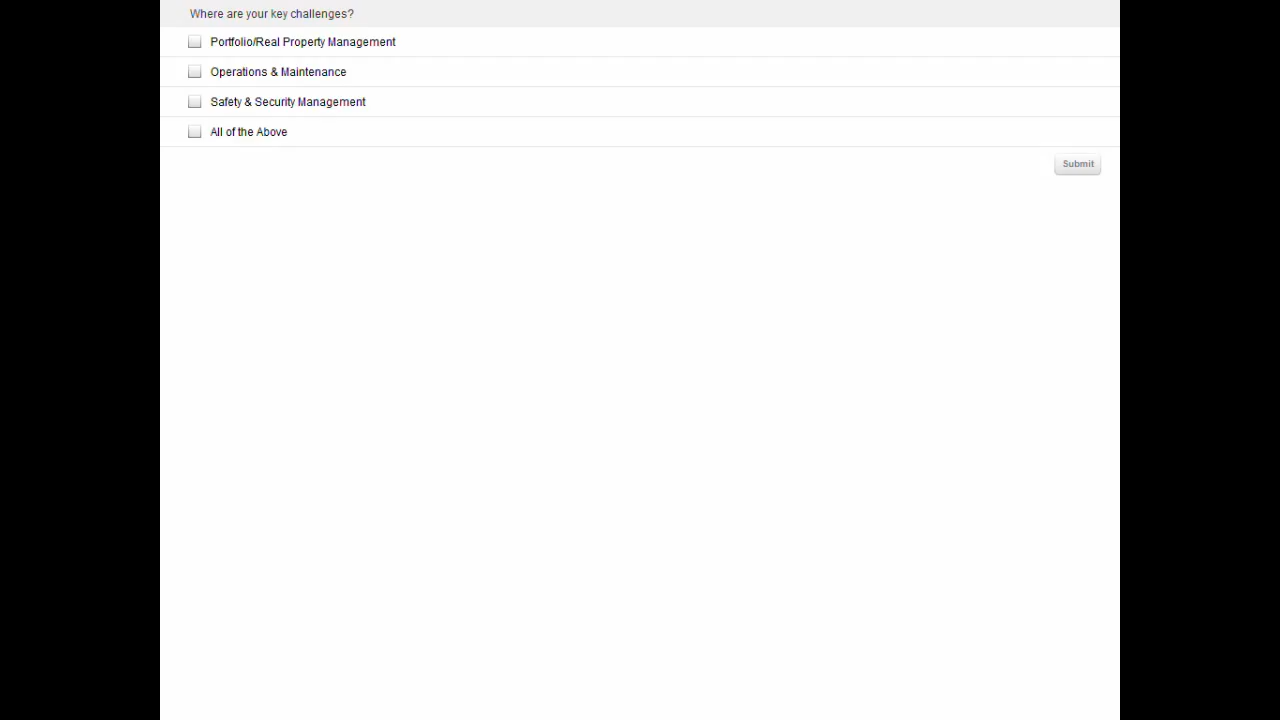 Where are your key challenges?
Portfolio/Real Property Management
Operations & Maintenance
Safety & Security Management
All of the Above
Submit